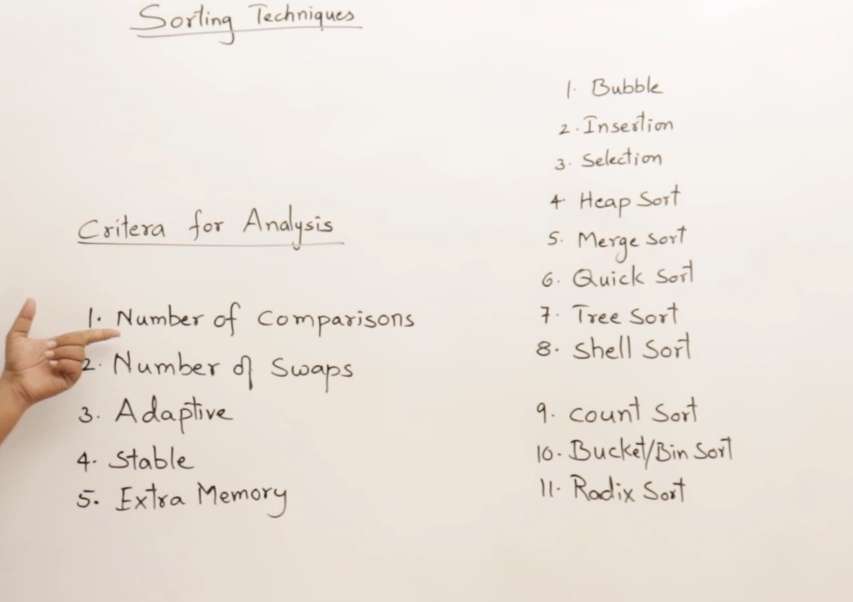 Sorting Techniques
Critera for Analysis
1. Number of Comparisons
2. Number of Swaps
3. Adaptive
4. Stable
5. Extra Memory
1. Bubble
2. Insertion
3. Selection
4 Heap Sort
5. Merge Sort
6. Quick Sort
7. Tree Sort
8. Shell Sort
9. Count Sort
10. Bucket/Bin Sort
11. Radix Sort